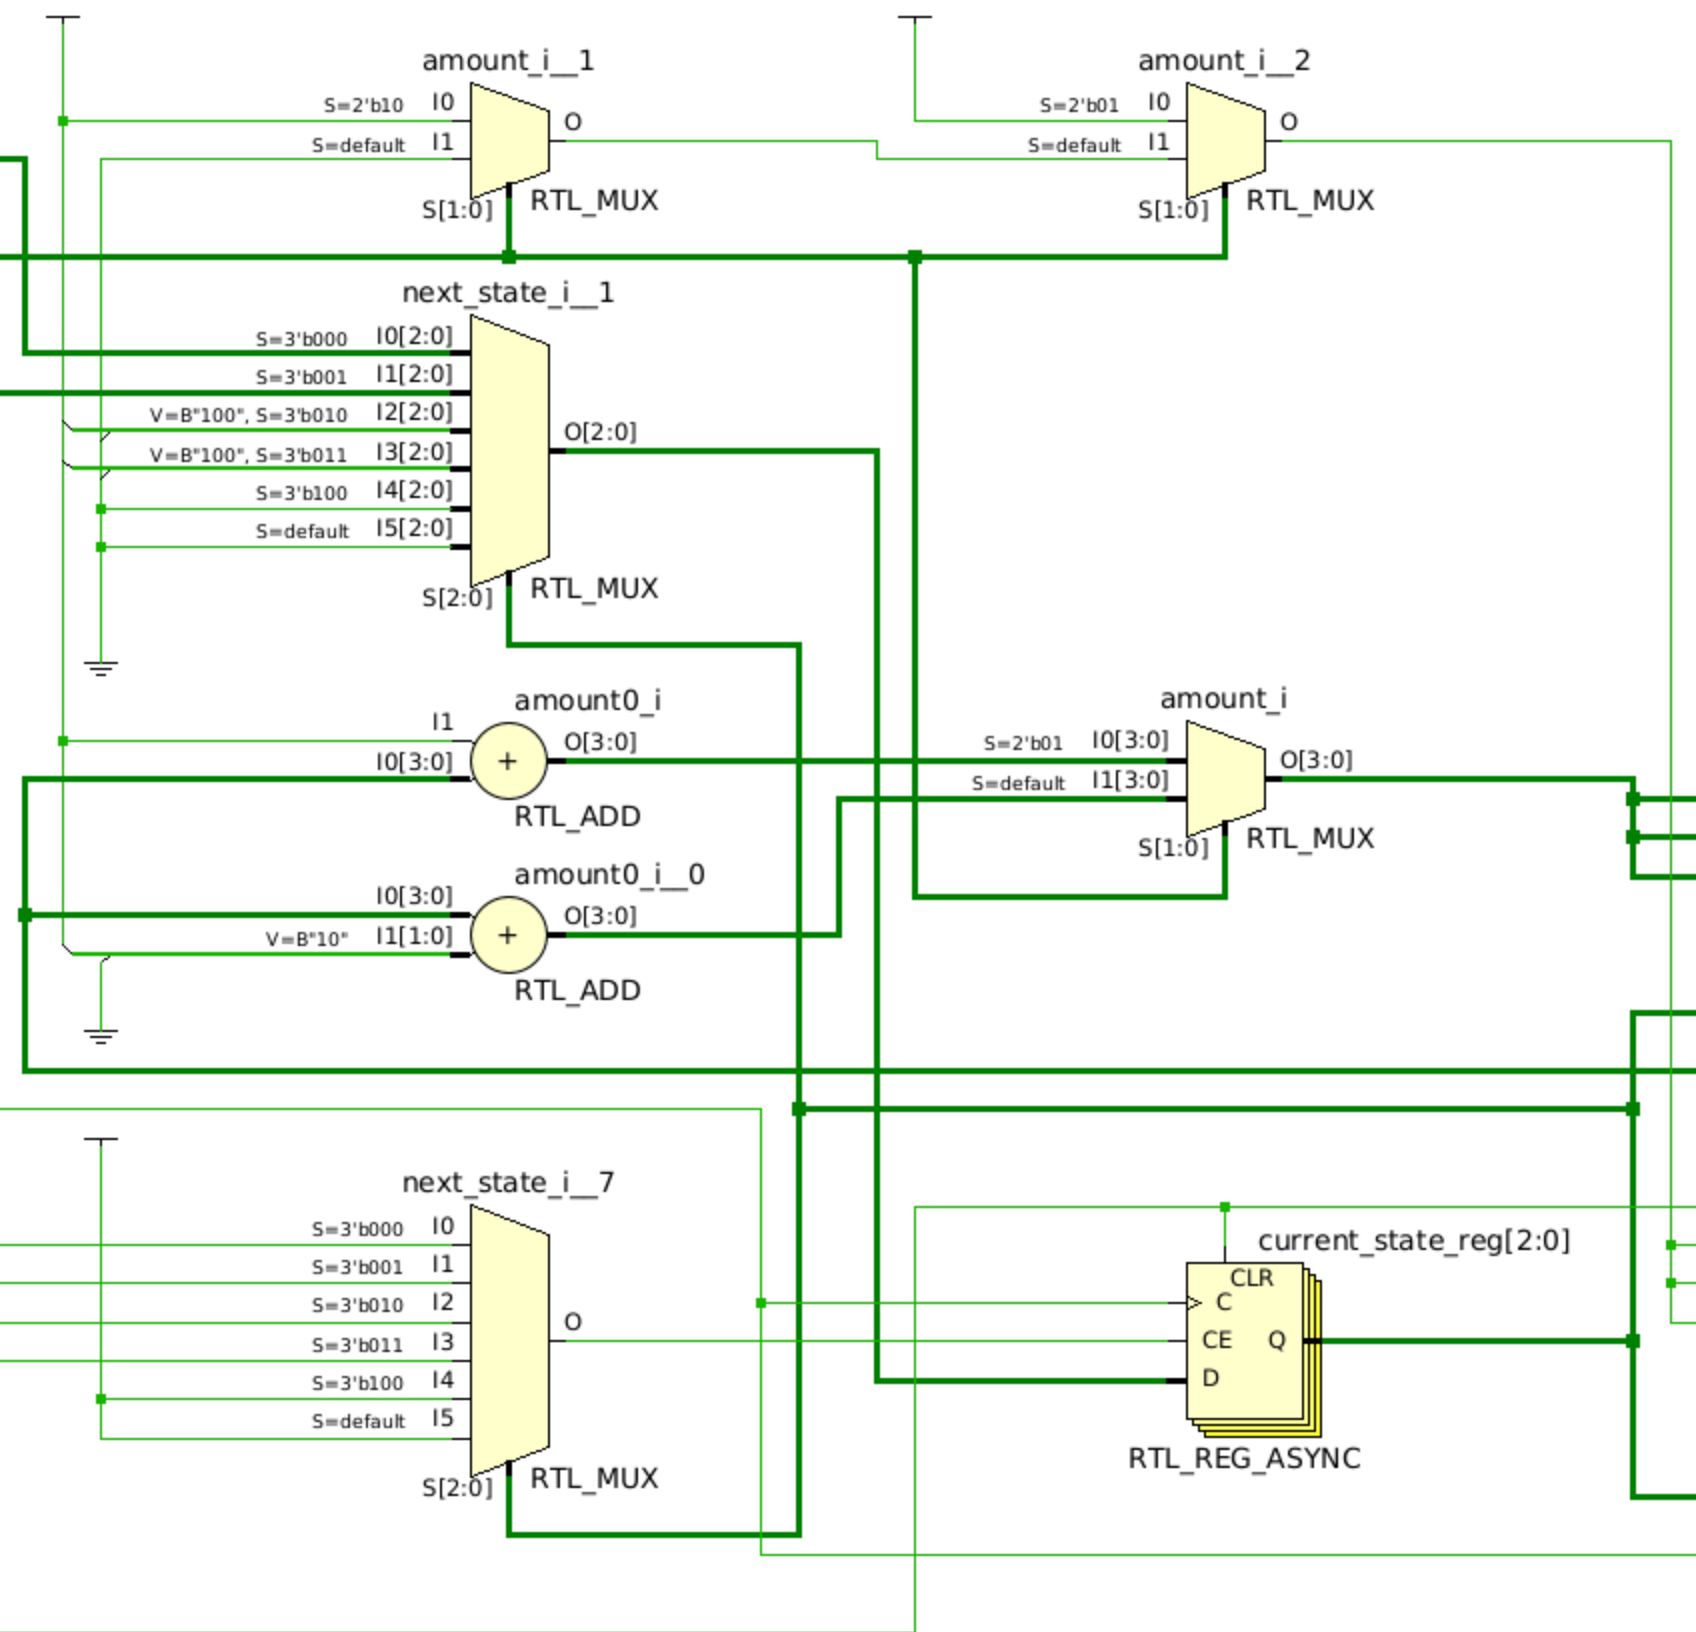 amount_i__1
S=2'b10 I0
O
S=default I1
S[1:0]
RTL_MUX
amount_i__2
S=2'b01 I0
O
S=default I1
S[1:0]
RTL_MUX
next_state_i__1
S=3'b000 I0[2:0]
S=3'b001 I1[2:0]
V=B"100", S=3'b010 I2[2:0]
O[2:0]
V=B"100", S=3'b011 I3[2:0]
S=3'b100 I4[2:0]
S=default I5[2:0]
S[2:0]
RTL_MUX
amount0_i
I1
O[3:0]
I0[3:0]
+
RTL_ADD
amount_i
S=2'b01 I0[3:0]
O[3:0]
S=default I1[3:0]
S[1:0]
RTL_MUX
amount0_i__0
I0[3:0]
O[3:0]
V=B"10" I1[1:0]
+
RTL_ADD
next_state_i__7
S=3'b000 I0
S=3'b001 I1
S=3'b010 I2
O
S=3'b011 I3
S=3'b100 I4
S=default I5
S[2:0]
RTL_MUX
current_state_reg[2:0]
CLR
C
CE Q
D
RTL_REG_ASYNC